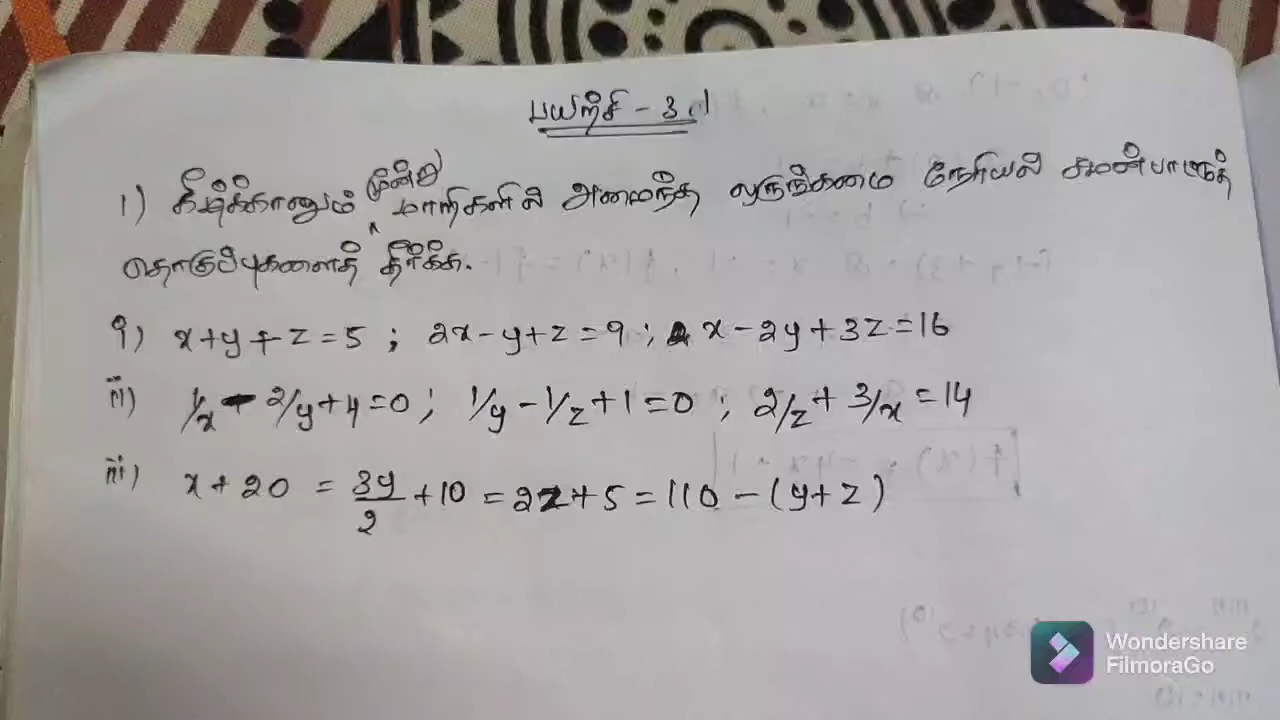 பயிற்சி - 3.1
1) கீழ்க்காணும் மூன்று மாறிகளில் அமைந்த ஒருங்கமை நேரியல் சமன்பாடுத்
தொகுப்புகளைத் தீர்க்க.
i) x+y+z=5 ; 2x-y+z=9 ; x-2y+3z=16
ii) 1/x - 2/y+4=0 ; 1/y - 1/z+1=0 ; 2/z + 3/x = 14
iii) x+20 = 3y/2 +10 = 2z+5 = 110 - (y+z)
Wondershare
FilmoraGo